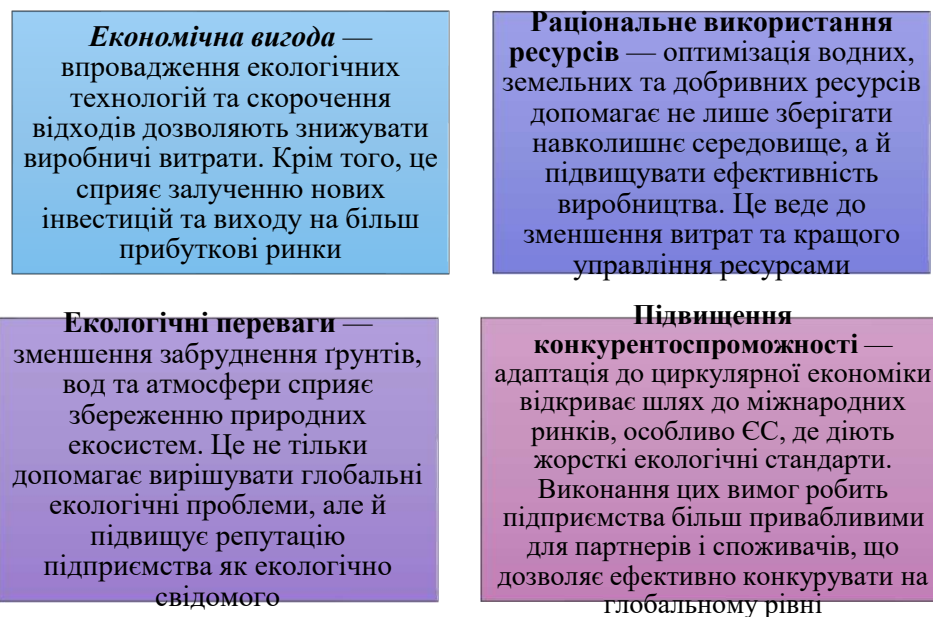 Економічна вигода —
впровадження екологічних
технологій та скорочення
відходів дозволяють знижувати
виробничі витрати. Крім того, це
сприяє залученню нових
інвестицій та виходу на більш
прибуткові ринки
Раціональне використання
ресурсів — оптимізація водних,
земельних та добривних ресурсів
допомагає не лише зберігати
навколишнє середовище, а й
підвищувати ефективність
виробництва. Це веде до
зменшення витрат та кращого
управління ресурсами
Екологічні переваги —
зменшення забруднення ґрунтів,
вод та атмосфери сприяє
збереженню природних
екосистем. Це не тільки
допомагає вирішувати глобальні
екологічні проблеми, але й
підвищує репутацію
підприємства як екологічно
свідомого
Підвищення
конкурентоспроможності —
адаптація до циркулярної економіки
відкриває шлях до міжнародних
ринків, особливо ЄС, де діють
жорсткі екологічні стандарти.
Виконання цих вимог робить
підприємства більш привабливими
для партнерів і споживачів, що
дозволяє ефективно конкурувати на
глобальному рівні